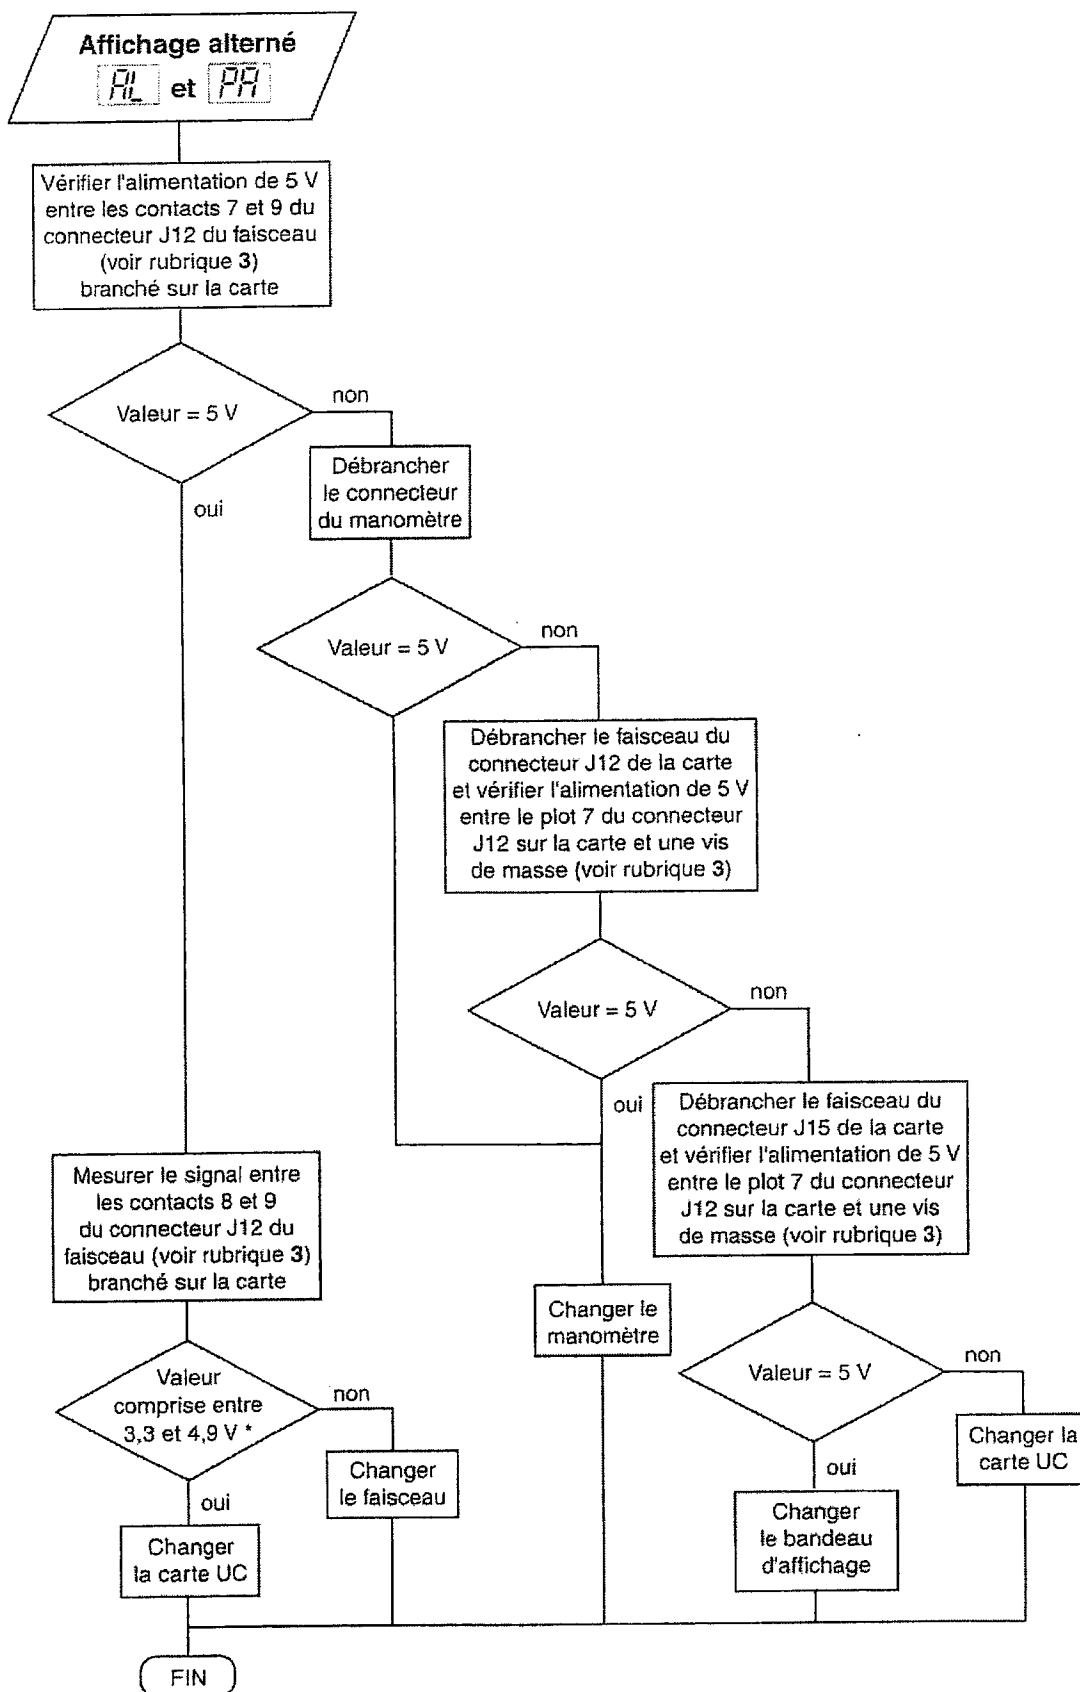 Affichage alterné
AL et PA
Vérifier l'alimentation de 5 V
entre les contacts 7 et 9 du
connecteur J12 du faisceau
(voir rubrique 3)
branché sur la carte
Valeur = 5 V
non
oui
Débrancher
le connecteur
du manomètre
Valeur = 5 V
non
Débrancher le faisceau du
connecteur J12 de la carte
et vérifier l'alimentation de 5 V
entre le plot 7 du connecteur
J12 sur la carte et une vis
de masse (voir rubrique 3)
Valeur = 5 V
non
oui
Débrancher le faisceau du
connecteur J15 de la carte
et vérifier l'alimentation de 5 V
entre le plot 7 du connecteur
J12 sur la carte et une vis
de masse (voir rubrique 3)
Mesurer le signal entre
les contacts 8 et 9
du connecteur J12 du
faisceau (voir rubrique 3)
branché sur la carte
Changer le
manomètre
Valeur
comprise entre
3,3 et 4,9 V *
non
oui
Changer
le faisceau
Changer
la carte UC
Valeur = 5 V
non
oui
Changer la
carte UC
Changer
le bandeau
d'affichage
FIN